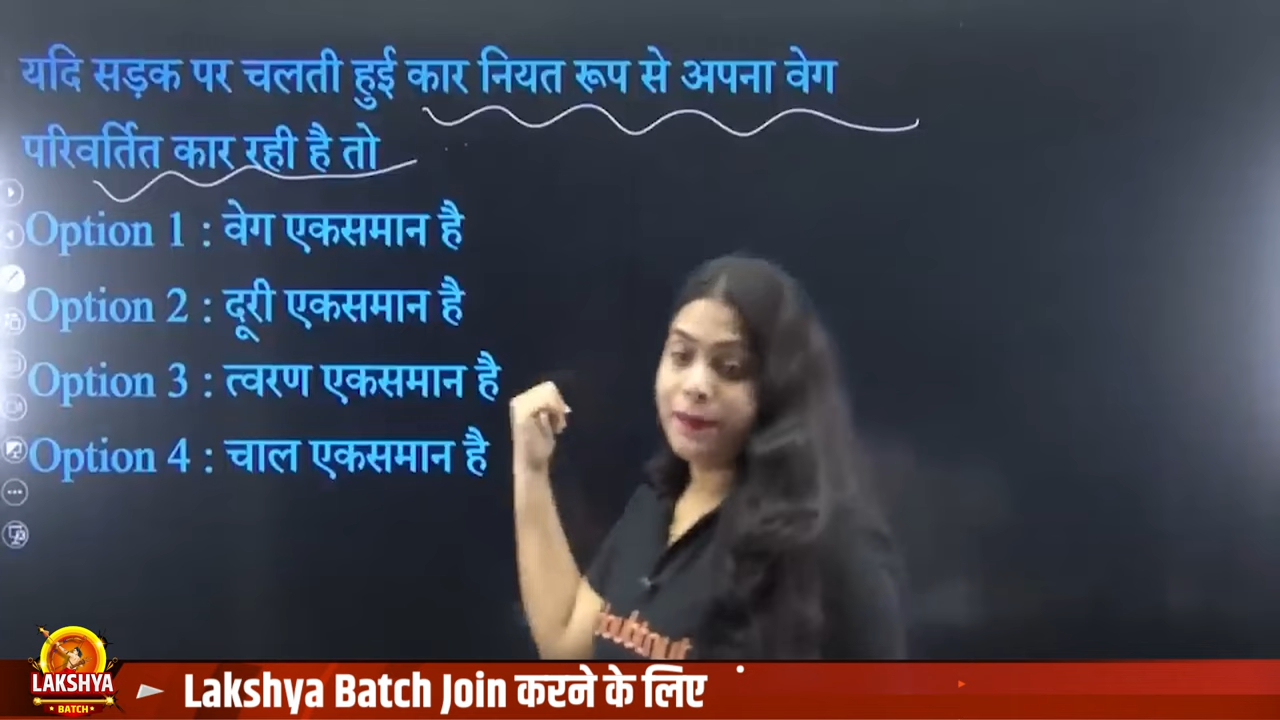 यदि सड़क पर चलती हुई कार नियत रूप से अपना वेग
परिवर्तित कार रही है तो
Option 1 : वेग एकसमान है
Option 2 : दूरी एकसमान है
Option 3 : त्वरण एकसमान है
Option 4 : चाल एकसमान है
LAKSHYA
BATCH
Lakshya Batch Join करने के लिए